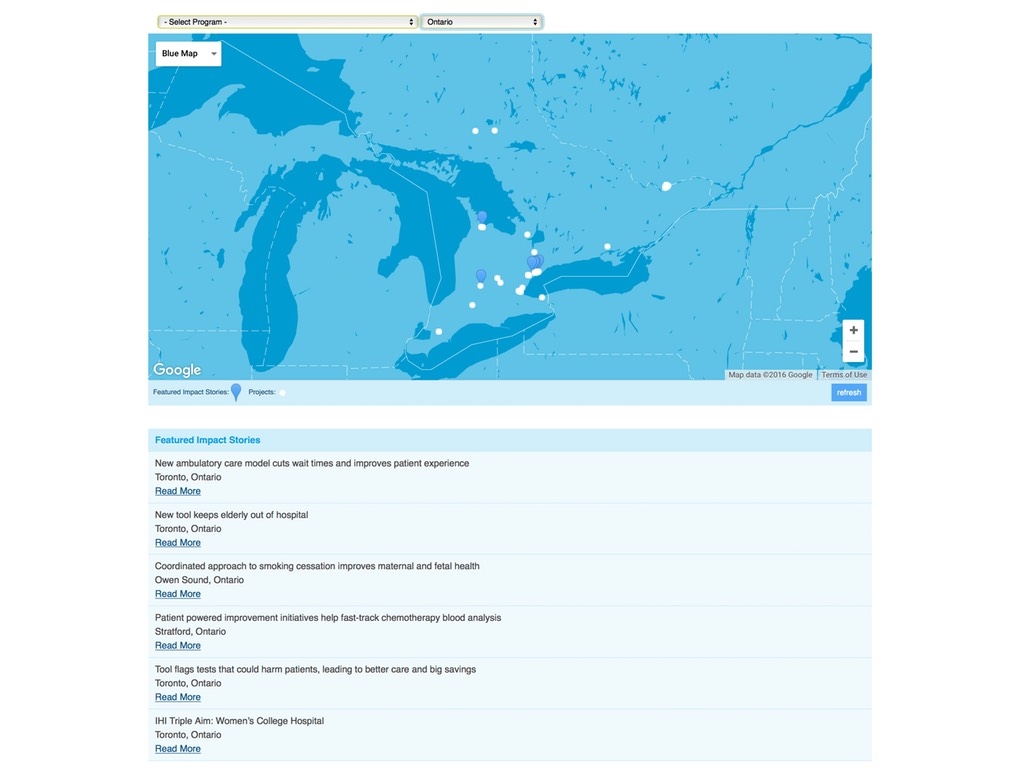 - Select Program -
Ontario
Blue Map
+
−
Google
Map data ©2016 Google
Terms of Use
Featured Impact Stories:
Projects:
refresh
Featured Impact Stories
New ambulatory care model cuts wait times and improves patient experience
Toronto, Ontario
Read More
New tool keeps elderly out of hospital
Toronto, Ontario
Read More
Coordinated approach to smoking cessation improves maternal and fetal health
Owen Sound, Ontario
Read More
Patient powered improvement initiatives help fast-track chemotherapy blood analysis
Stratford, Ontario
Read More
Tool flags tests that could harm patients, leading to better care and big savings
Toronto, Ontario
Read More
IHI Triple Aim: Women's College Hospital
Toronto, Ontario
Read More